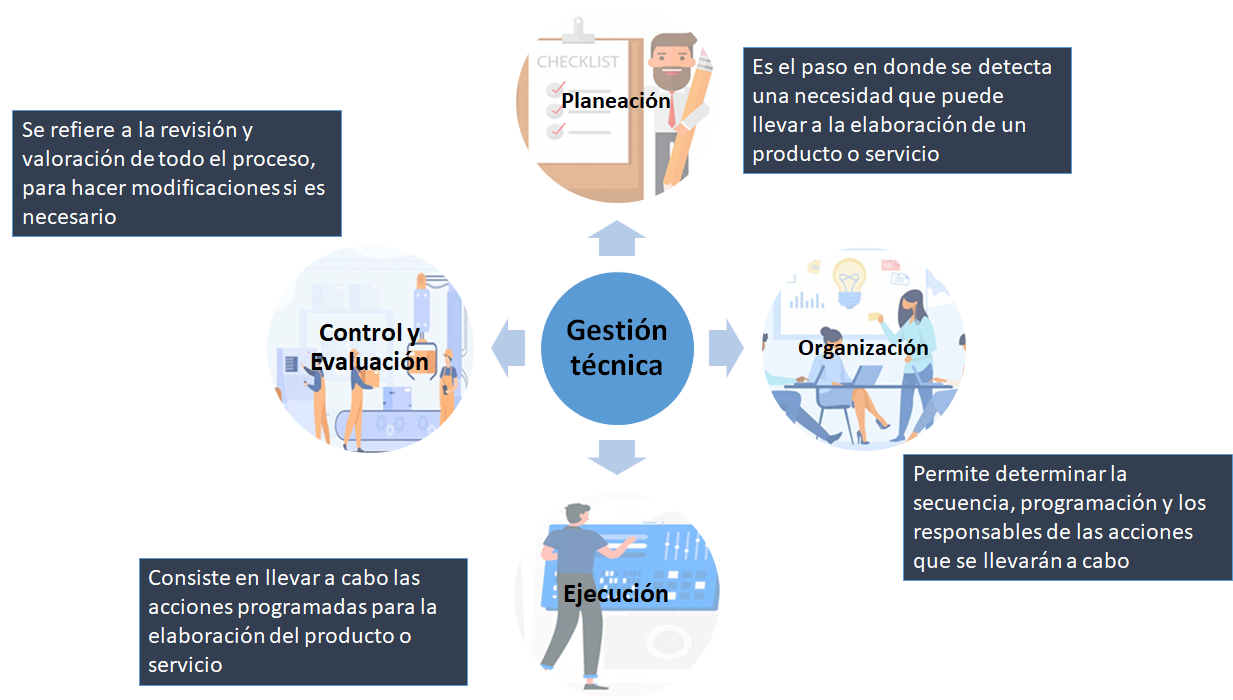 CHECKLIST
Planeación
Es el paso en donde se detecta
una necesidad que puede
llevar a la elaboración de un
producto o servicio
Se refiere a la revisión y
valoración de todo el proceso,
para hacer modificaciones si es
necesario
Control y
Evaluación
Gestión
técnica
Organización
Permite determinar la
secuencia, programación y los
responsables de las acciones
que se llevarán a cabo
Ejecución
Consiste en llevar a cabo las
acciones programadas para la
elaboración del producto o
servicio